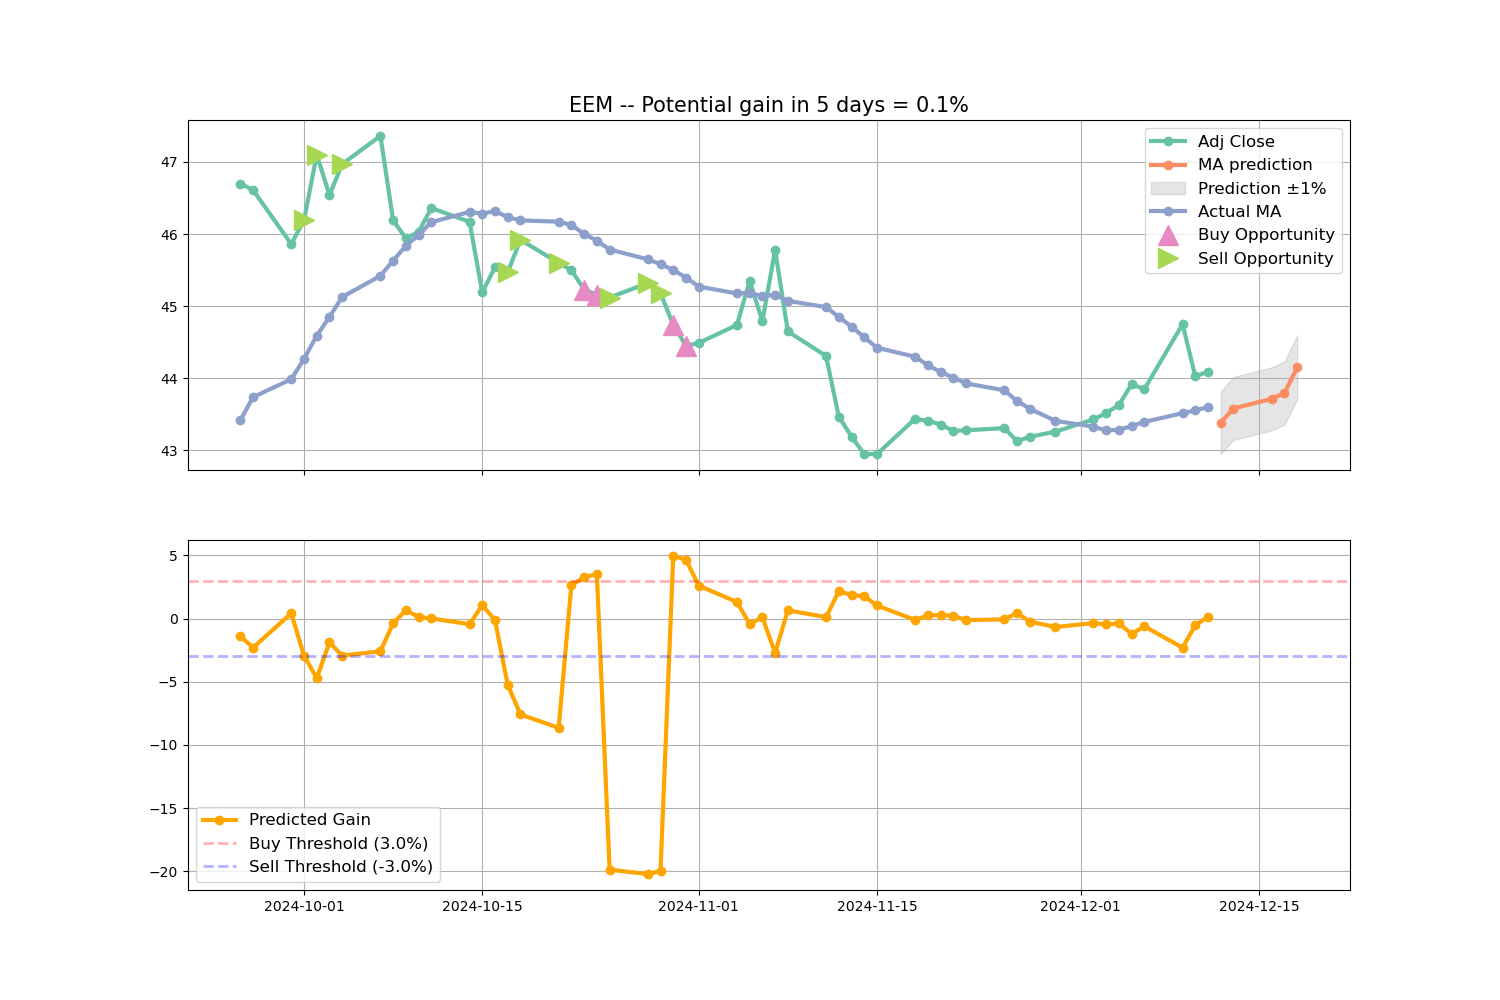 EEM -- Potential gain in 5 days = 0.1%
47
46
45
44
43
Adj Close
MA prediction
Prediction ±1%
Actual MA
Buy Opportunity
Sell Opportunity
5
0
−5
−10
−15
−20
Predicted Gain
Buy Threshold (3.0%)
Sell Threshold (-3.0%)
2024-10-01
2024-10-15
2024-11-01
2024-11-15
2024-12-01
2024-12-15